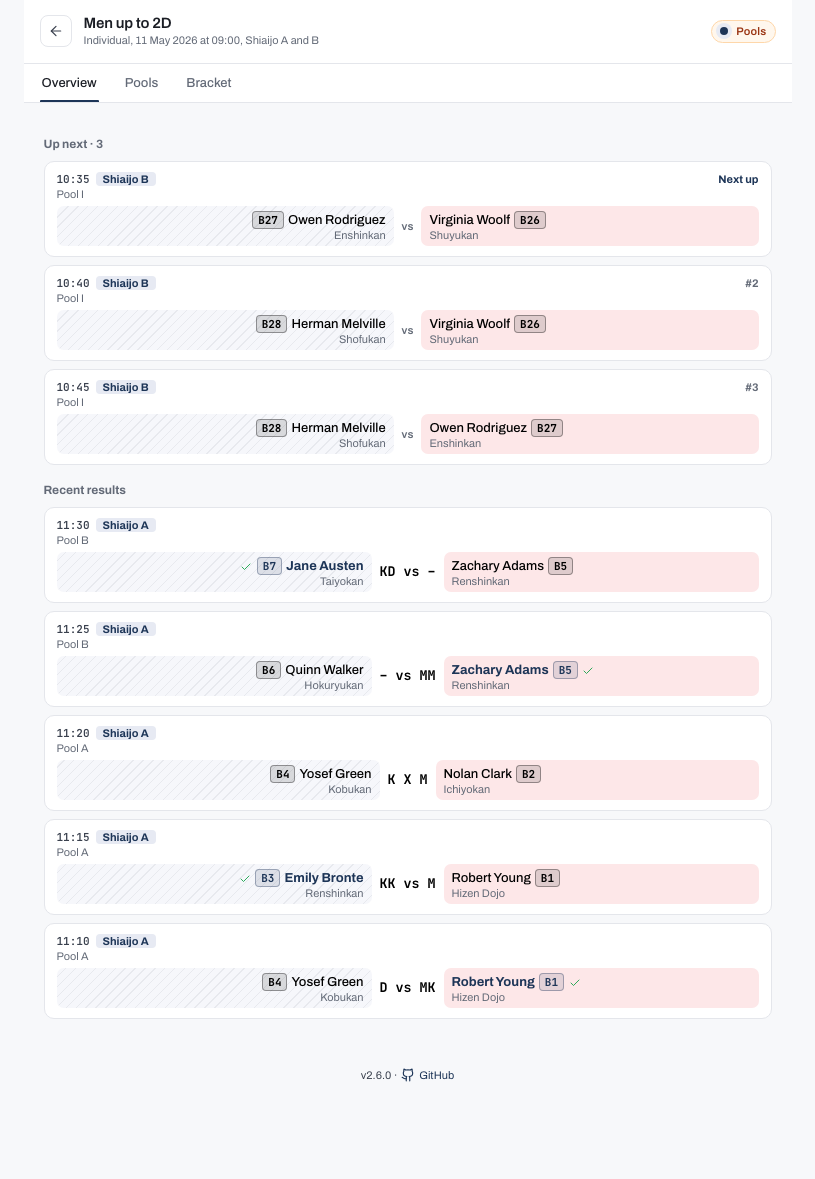 Men up to 2D
Individual, 11 May 2026 at 09:00, Shiaijo A and B
Pools
Overview Pools Bracket
Up next · 3
10:35 Shiaijo B Next up
Pool I
B27 Owen Rodriguez vs Virginia Woolf B26
Enshinkan Shuyukan
10:40 Shiaijo B #2
Pool I
B28 Herman Melville vs Virginia Woolf B26
Shofukan Shuyukan
10:45 Shiaijo B #3
Pool I
B28 Herman Melville vs Owen Rodriguez B27
Shofukan Enshinkan
Recent results
11:30 Shiaijo A
Pool B
✓ B7 Jane Austen KD vs – Zachary Adams B5
Taiyokan Renshinkan
11:25 Shiaijo A
Pool B
B6 Quinn Walker – vs MM Zachary Adams B5 ✓
Hokuryukan Renshinkan
11:20 Shiaijo A
Pool A
B4 Yosef Green K X M Nolan Clark B2
Kobukan Ichiyokan
11:15 Shiaijo A
Pool A
✓ B3 Emily Bronte KK vs M Robert Young B1
Renshinkan Hizen Dojo
11:10 Shiaijo A
Pool A
B4 Yosef Green D vs MK Robert Young B1 ✓
Kobukan Hizen Dojo
v2.6.0 · GitHub